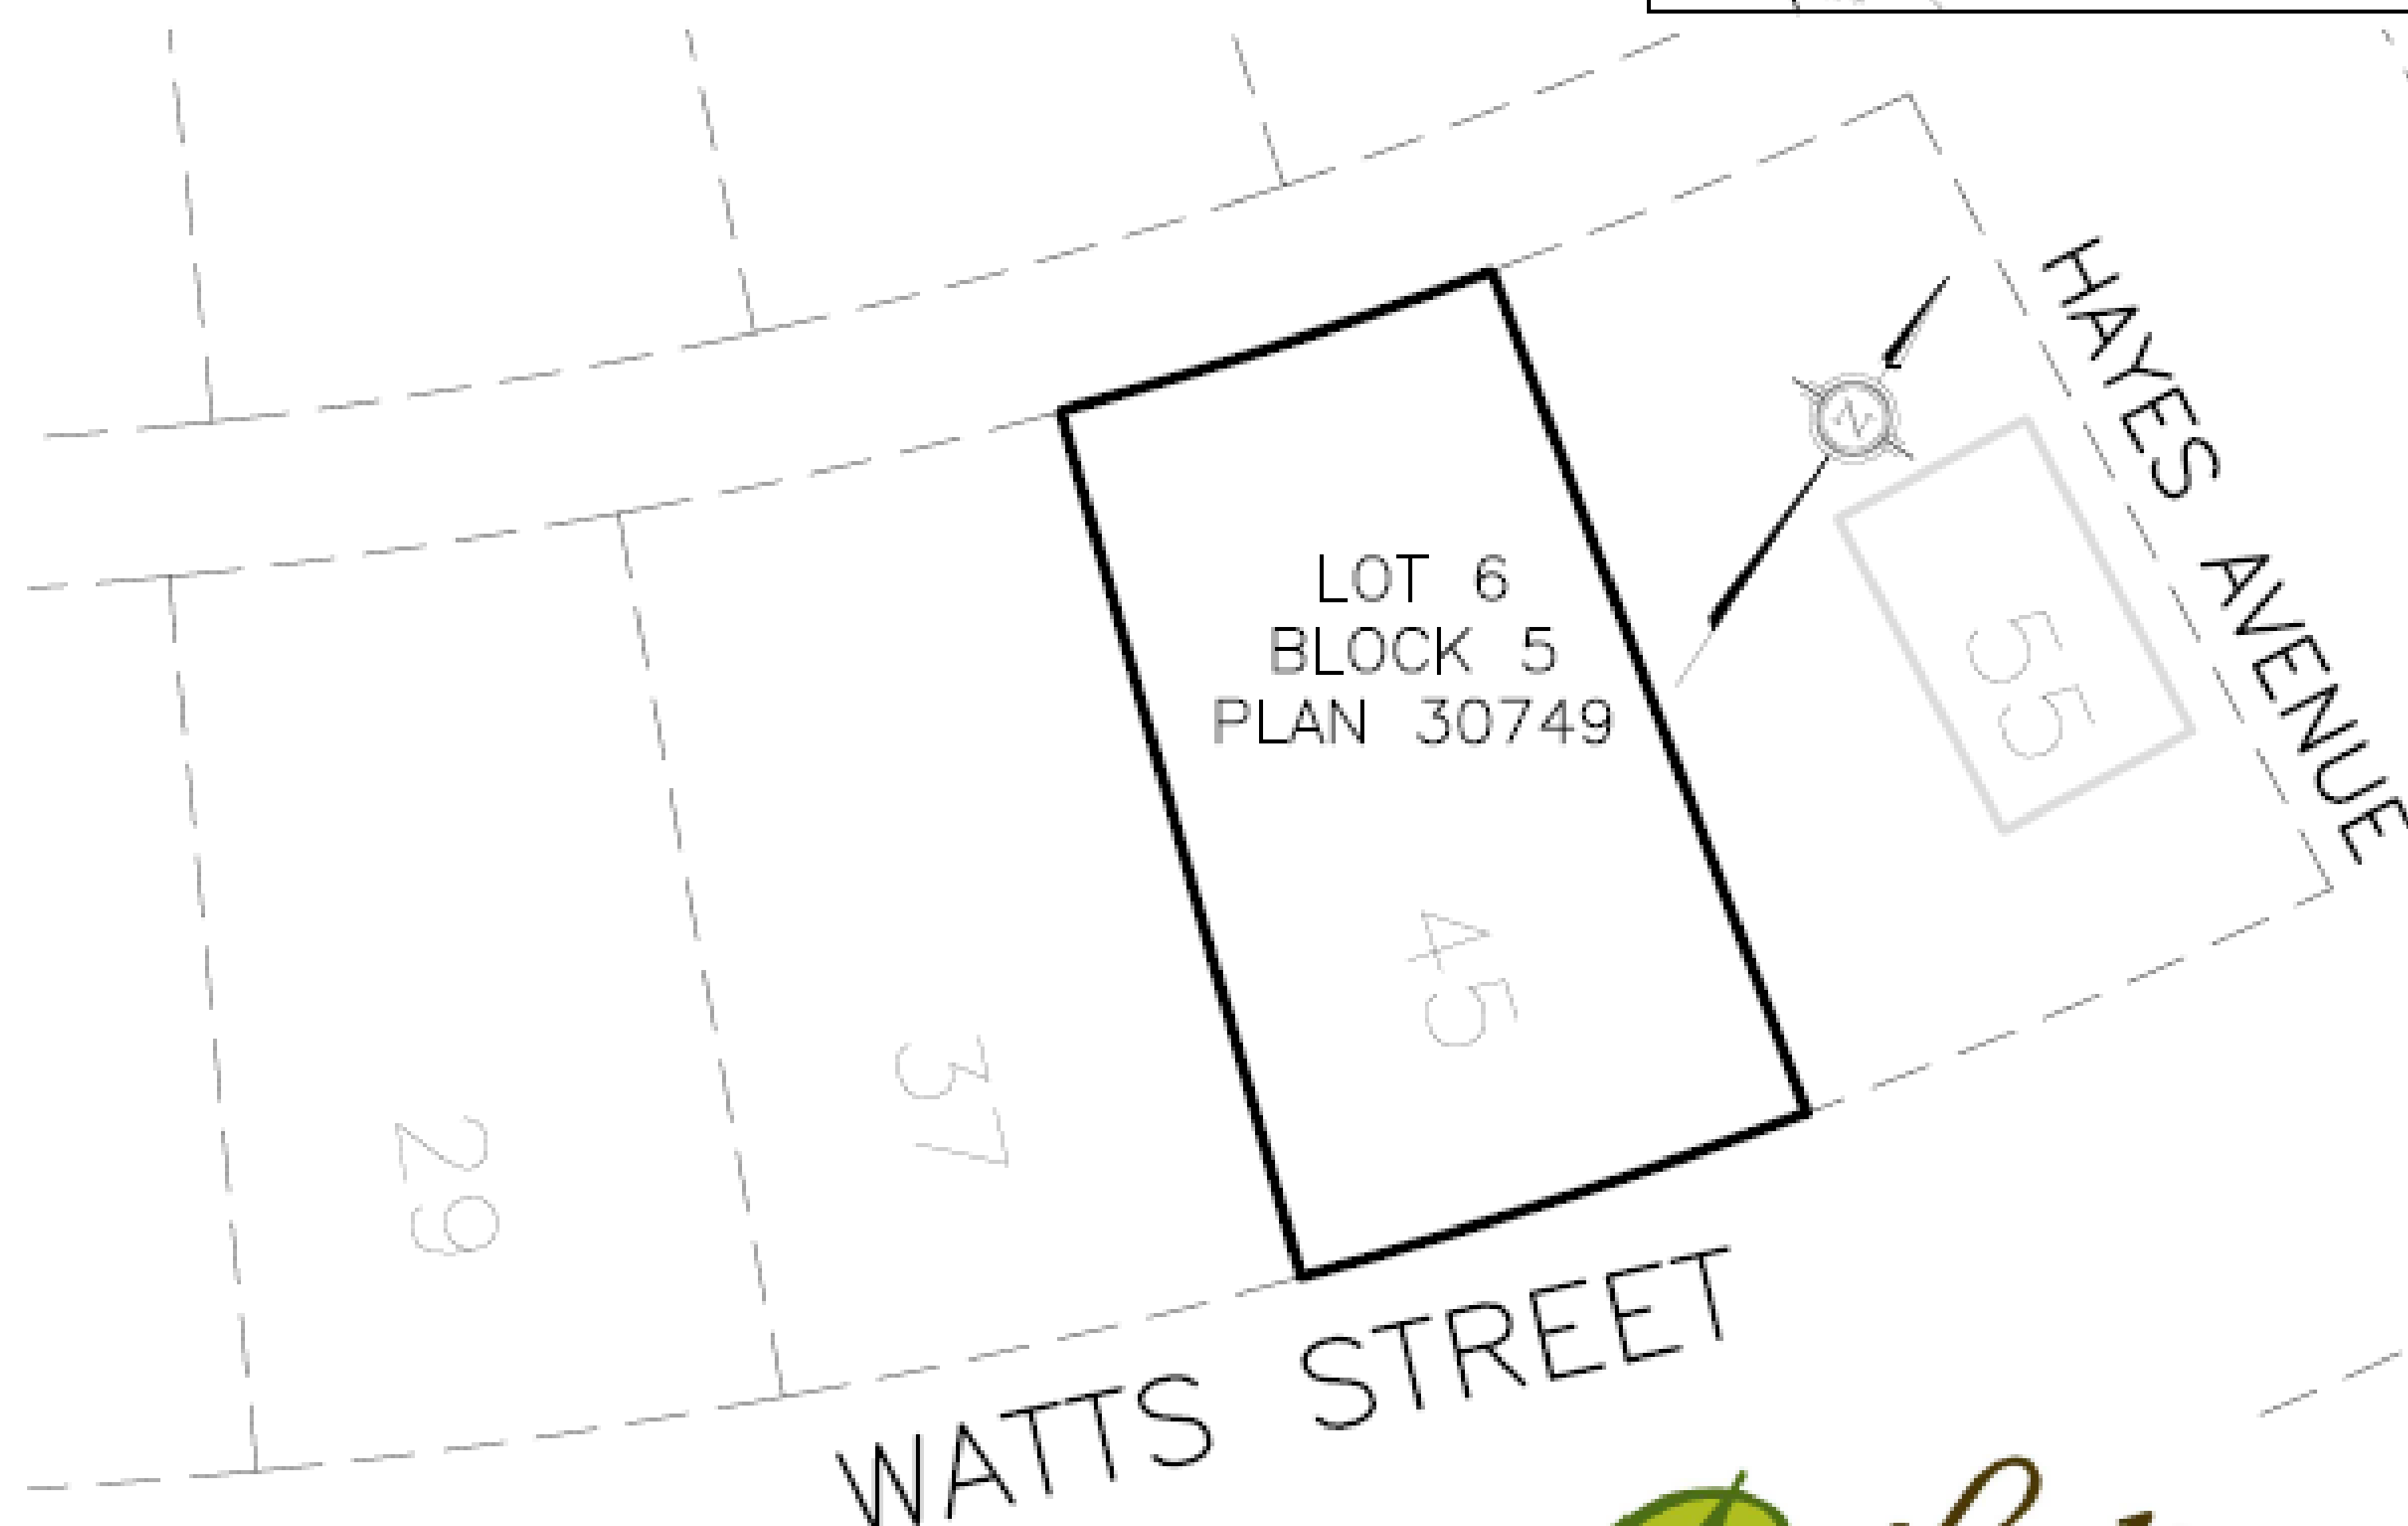 LOT 6
BLOCK 5
PLAN 30749
45
55
37
29
HAYES AVENUE
WATTS STREET
N